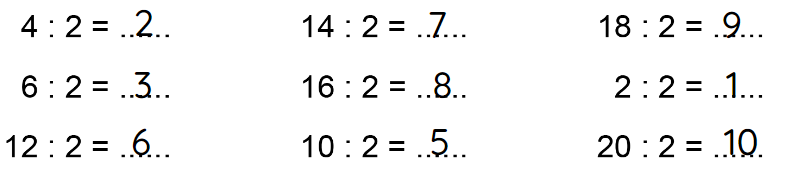 4 : 2 = ...2... 14 : 2 = ...7... 18 : 2 = ...9...
6 : 2 = ...3... 16 : 2 = ...8... 2 : 2 = ...1...
12 : 2 = ...6... 10 : 2 = ...5... 20 : 2 = ...10...